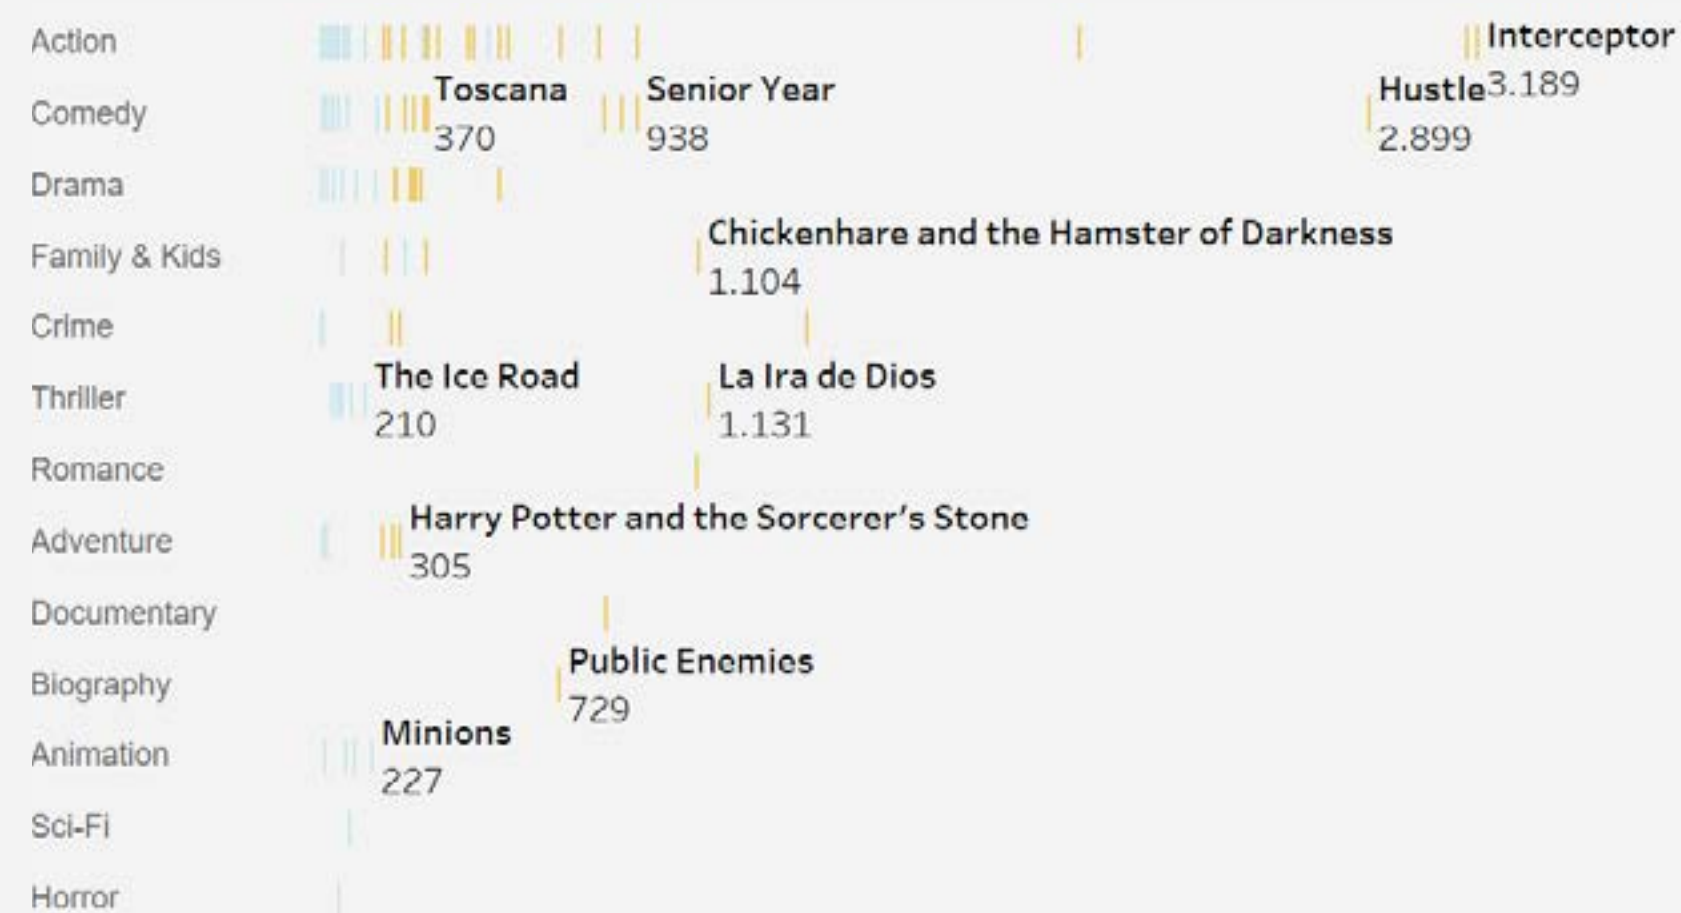 Action
Interceptor
3.189
Comedy
Toscana
370
Senior Year
938
Hustle
2.899
Drama
Family & Kids
Chickenhare and the Hamster of Darkness
1.104
Crime
Thriller
The Ice Road
210
La Ira de Dios
1.131
Romance
Adventure
Harry Potter and the Sorcerer's Stone
305
Documentary
Biography
Public Enemies
729
Animation
Minions
227
Sci-Fi
Horror